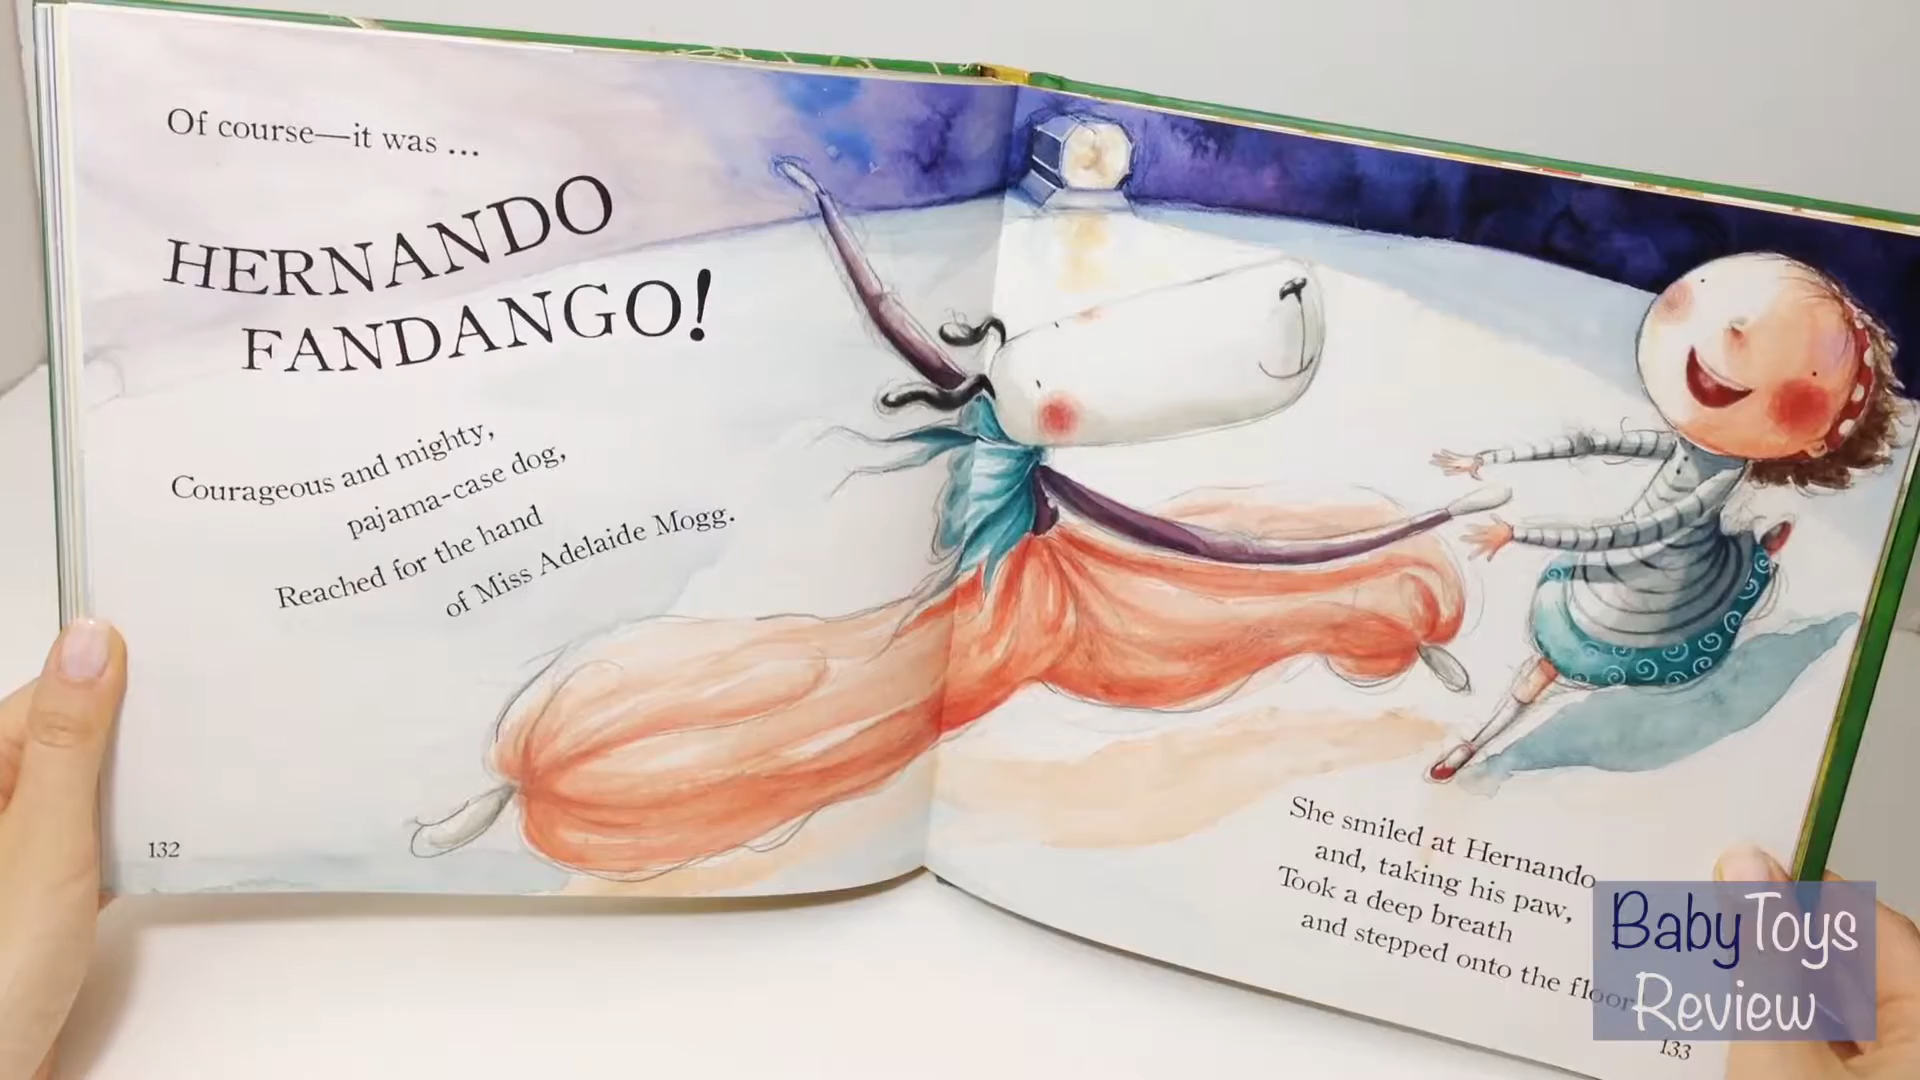 Of course—it was ...
HERNANDO
FANDANGO!
Courageous and mighty,
pajama-case dog,
Reached for the hand
of Miss Adelaide Mogg.
132
She smiled at Hernando
and, taking his paw,
Took a deep breath
and stepped onto the floor
133
BabyToys
Review